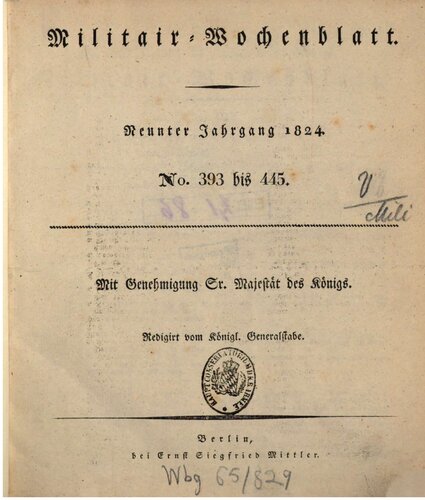 Militair-Wochenblatt.
Neunter Jahrgang 1824.
No. 393 bis 445.
V
Mili
Mit Genehmigung Sr. Majestät des Königs.
Redigirt vom Königl. Generalstabe.
Berlin,
bei Ernst Siegfried Mittler.
Wbg 65/829